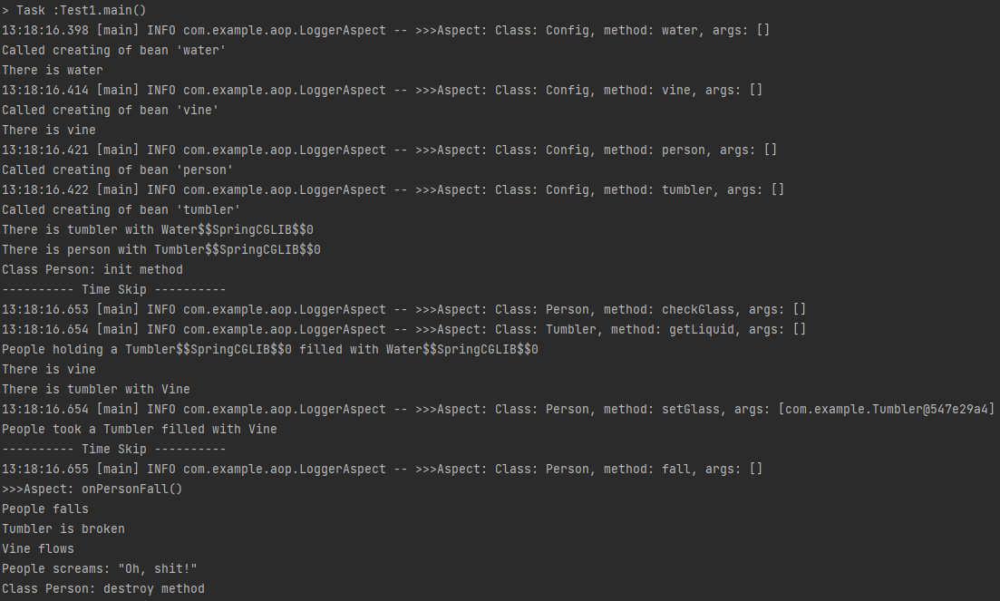 > Task :Test1.main()
13:18:16.398 [main] INFO com.example.aop.LoggerAspect -- >>>Aspect: Class: Config, method: water, args: []
Called creating of bean 'water'
There is water
13:18:16.414 [main] INFO com.example.aop.LoggerAspect -- >>>Aspect: Class: Config, method: vine, args: []
Called creating of bean 'vine'
There is vine
13:18:16.421 [main] INFO com.example.aop.LoggerAspect -- >>>Aspect: Class: Config, method: person, args: []
Called creating of bean 'person'
13:18:16.422 [main] INFO com.example.aop.LoggerAspect -- >>>Aspect: Class: Config, method: tumbler, args: []
Called creating of bean 'tumbler'
There is tumbler with Water$$SpringCGLIB$$0
There is person with Tumbler$$SpringCGLIB$$0
Class Person: init method
---------- Time Skip ----------
13:18:16.653 [main] INFO com.example.aop.LoggerAspect -- >>>Aspect: Class: Person, method: checkGlass, args: []
13:18:16.654 [main] INFO com.example.aop.LoggerAspect -- >>>Aspect: Class: Tumbler, method: getLiquid, args: []
People holding a Tumbler$$SpringCGLIB$$0 filled with Water$$SpringCGLIB$$0
There is vine
There is tumbler with Vine
13:18:16.654 [main] INFO com.example.aop.LoggerAspect -- >>>Aspect: Class: Person, method: setGlass, args: [com.example.Tumbler@547e29a4]
People took a Tumbler filled with Vine
---------- Time Skip ----------
13:18:16.655 [main] INFO com.example.aop.LoggerAspect -- >>>Aspect: Class: Person, method: fall, args: []
>>>Aspect: onPersonFall()
People falls
Tumbler is broken
Vine flows
People screams: "Oh, shit!"
Class Person: destroy method